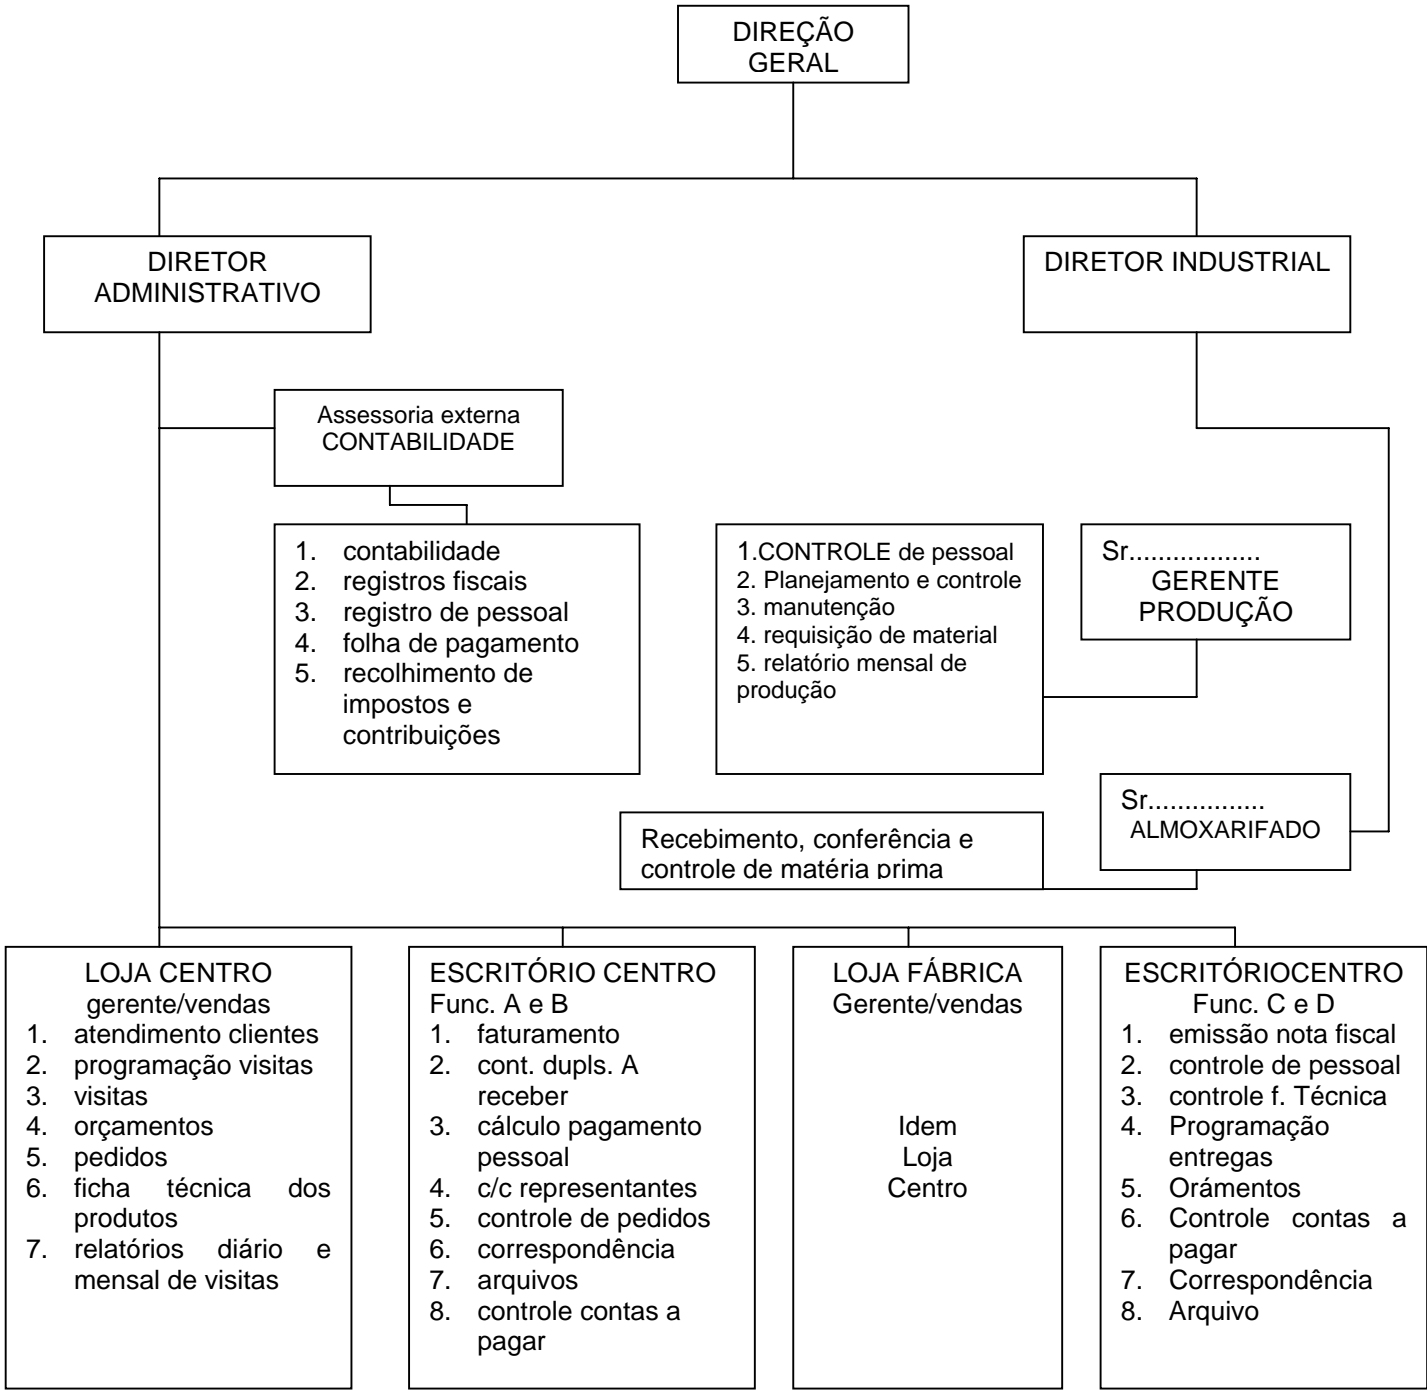 DIREÇÃO
GERAL
DIRETOR
ADMINISTRATIVO
DIRETOR INDUSTRIAL
Assessoria externa
CONTABILIDADE
1. contabilidade
2. registros fiscais
3. registro de pessoal
4. folha de pagamento
5. recolhimento de
impostos e
contribuições
1.CONTROLE de pessoal
2. Planejamento e controle
3. manutenção
4. requisição de material
5. relatório mensal de
produção
Sr..................
GERENTE
PRODUÇÃO
Sr................
ALMOXARIFADO
Recebimento, conferência e
controle de matéria prima
LOJA CENTRO
gerente/vendas
1. atendimento clientes
2. programação visitas
3. visitas
4. orçamentos
5. pedidos
6. ficha técnica dos
produtos
7. relatórios diário e
mensal de visitas
ESCRITÓRIO CENTRO
Func. A e B
1. faturamento
2. cont. dupls. A
receber
3. cálculo pagamento
pessoal
4. c/c representantes
5. controle de pedidos
6. correspondência
7. arquivos
8. controle contas a
pagar
LOJA FÁBRICA
Gerente/vendas
Idem
Loja
Centro
ESCRITÓRIOCENTRO
Func. C e D
1. emissão nota fiscal
2. controle de pessoal
3. controle f. Técnica
4. Programação
entregas
5. Orámentos
6. Controle contas a
pagar
7. Correspondência
8. Arquivo